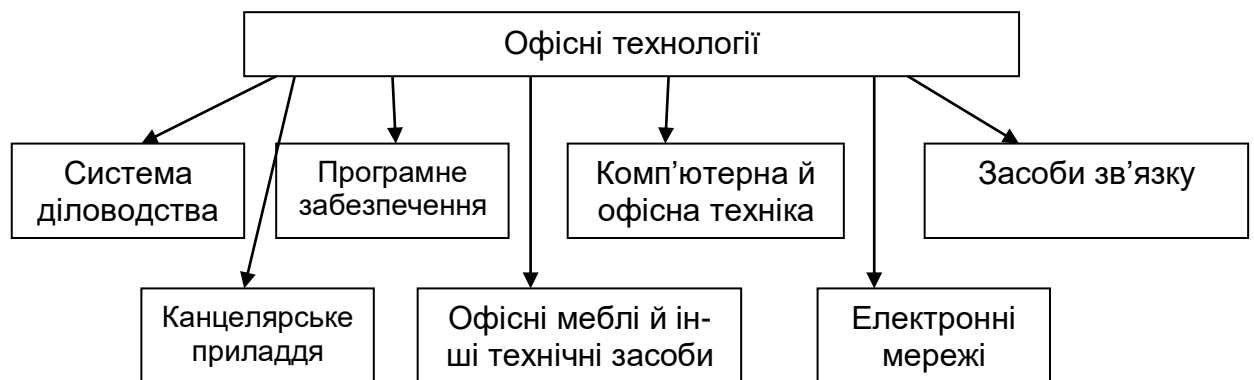 Офісні технології
Система
діловодства
Програмне
забезпечення
Комп’ютерна й
офісна техніка
Засоби зв’язку
Канцелярське
приладдя
Офісні меблі й ін-
ші технічні засоби
Електронні
мережі